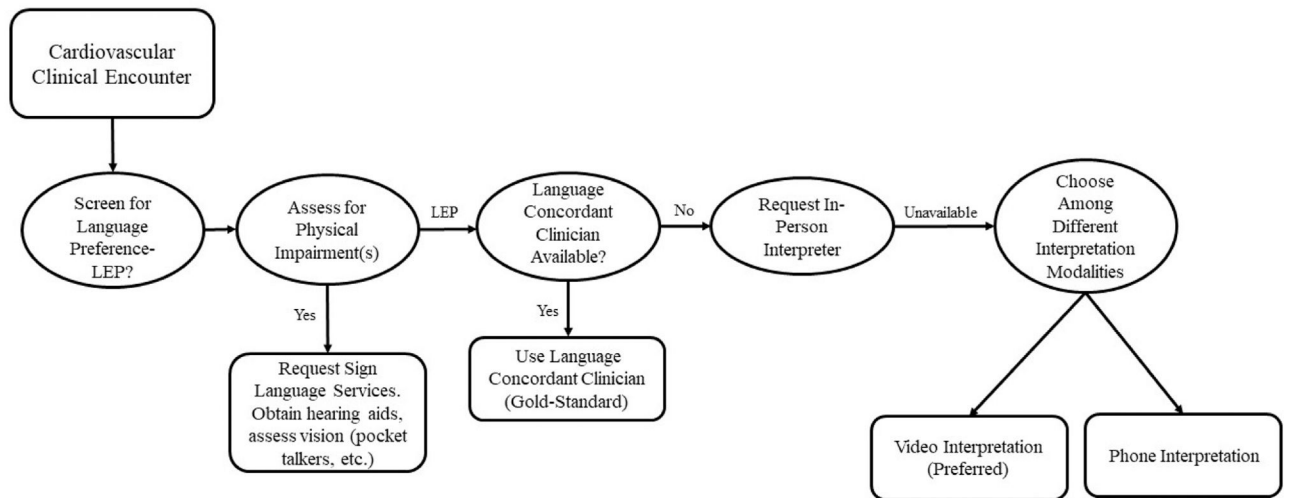 Cardiovascular
Clinical Encounter
Screen for
Language
Preference-
LEP?
Assess for
Physical
Impairment(s)
LEP
Language
Concordant
Clinician
Available?
No
Request In-
Person
Interpreter
Unavailable
Choose
Among
Different
Interpretation
Modalities
Yes
Request Sign
Language Services.
Obtain hearing aids,
assess vision (pocket
talkers, etc.)
Yes
Use Language
Concordant Clinician
(Gold-Standard)
Video Interpretation
(Preferred)
Phone Interpretation